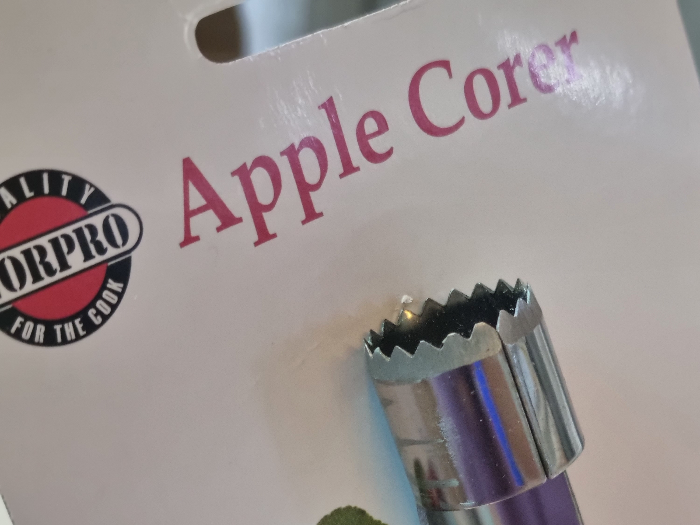 Apple Corer
ALITY
ORPRO
FOR THE COOK